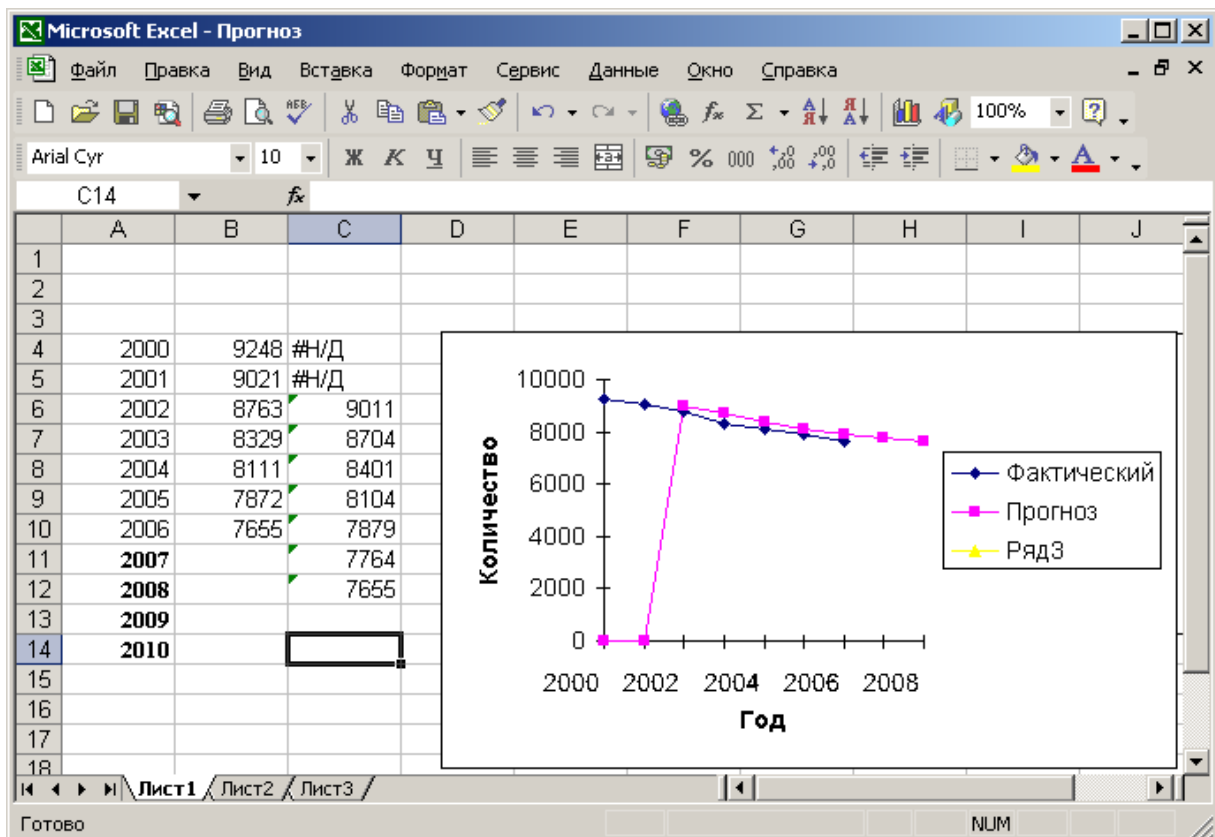 Microsoft Excel - Прогноз
Файл Правка Вид Вставка Формат Сервис Данные Окно Справка
100%
Arial Cyr 10 Ж К Ч % 000
C14 fx
A B C D E F G H I J
1
2
3
4 2000 9248 #Н/Д
5 2001 9021 #Н/Д
6 2002 8763 9011
7 2003 8329 8704
8 2004 8111 8401
9 2005 7872 8104
10 2006 7655 7879
11 2007 7764
12 2008 7655
13 2009
14 2010
15
16
17
18
10000
8000
6000
4000
2000
0
Количество
2000 2002 2004 2006 2008
Год
Фактический
Прогноз
Ряд3
Лист1 Лист2 Лист3
Готово NUM